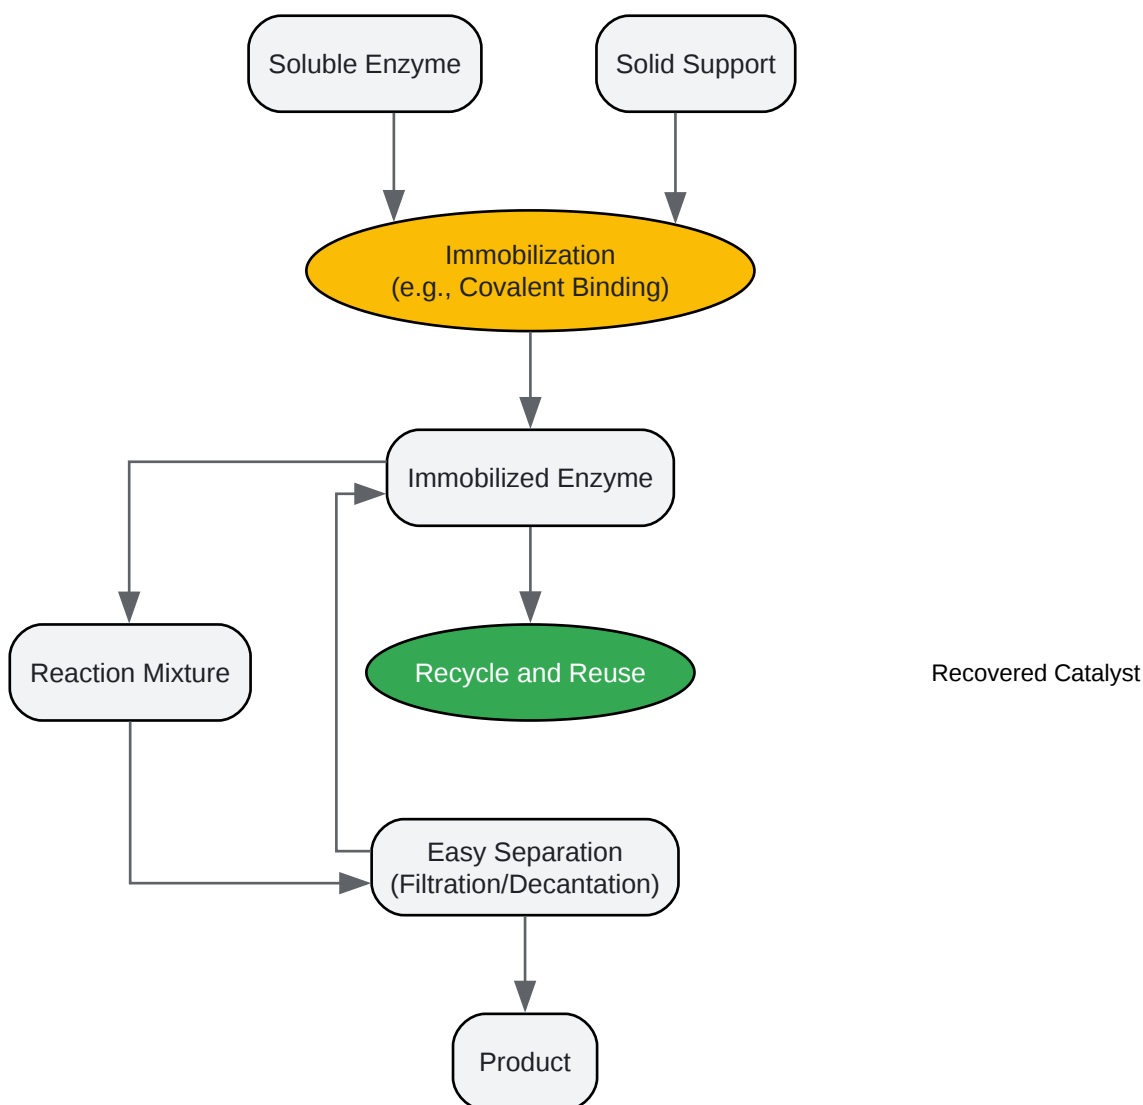 Soluble Enzyme
Solid Support
Immobilization
(e.g., Covalent Binding)
Immobilized Enzyme
Reaction Mixture
Recycle and Reuse
Recovered Catalyst
Easy Separation
(Filtration/Decantation)
Product